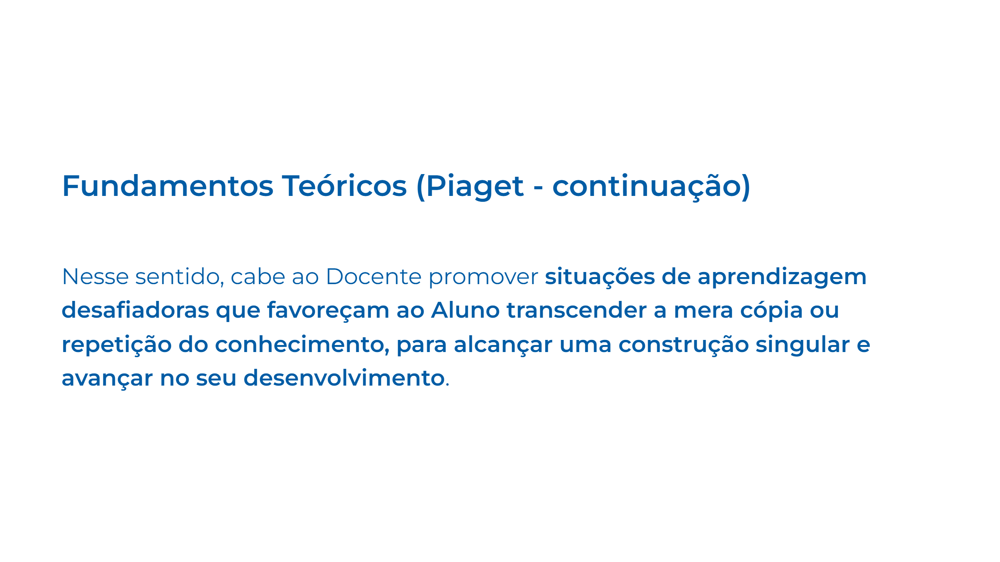 Fundamentos Teóricos (Piaget - continuação)
Nesse sentido, cabe ao Docente promover situações de aprendizagem
desafiadoras que favoreçam ao Aluno transcender a mera cópia ou
repetição do conhecimento, para alcançar uma construção singular e
avançar no seu desenvolvimento.